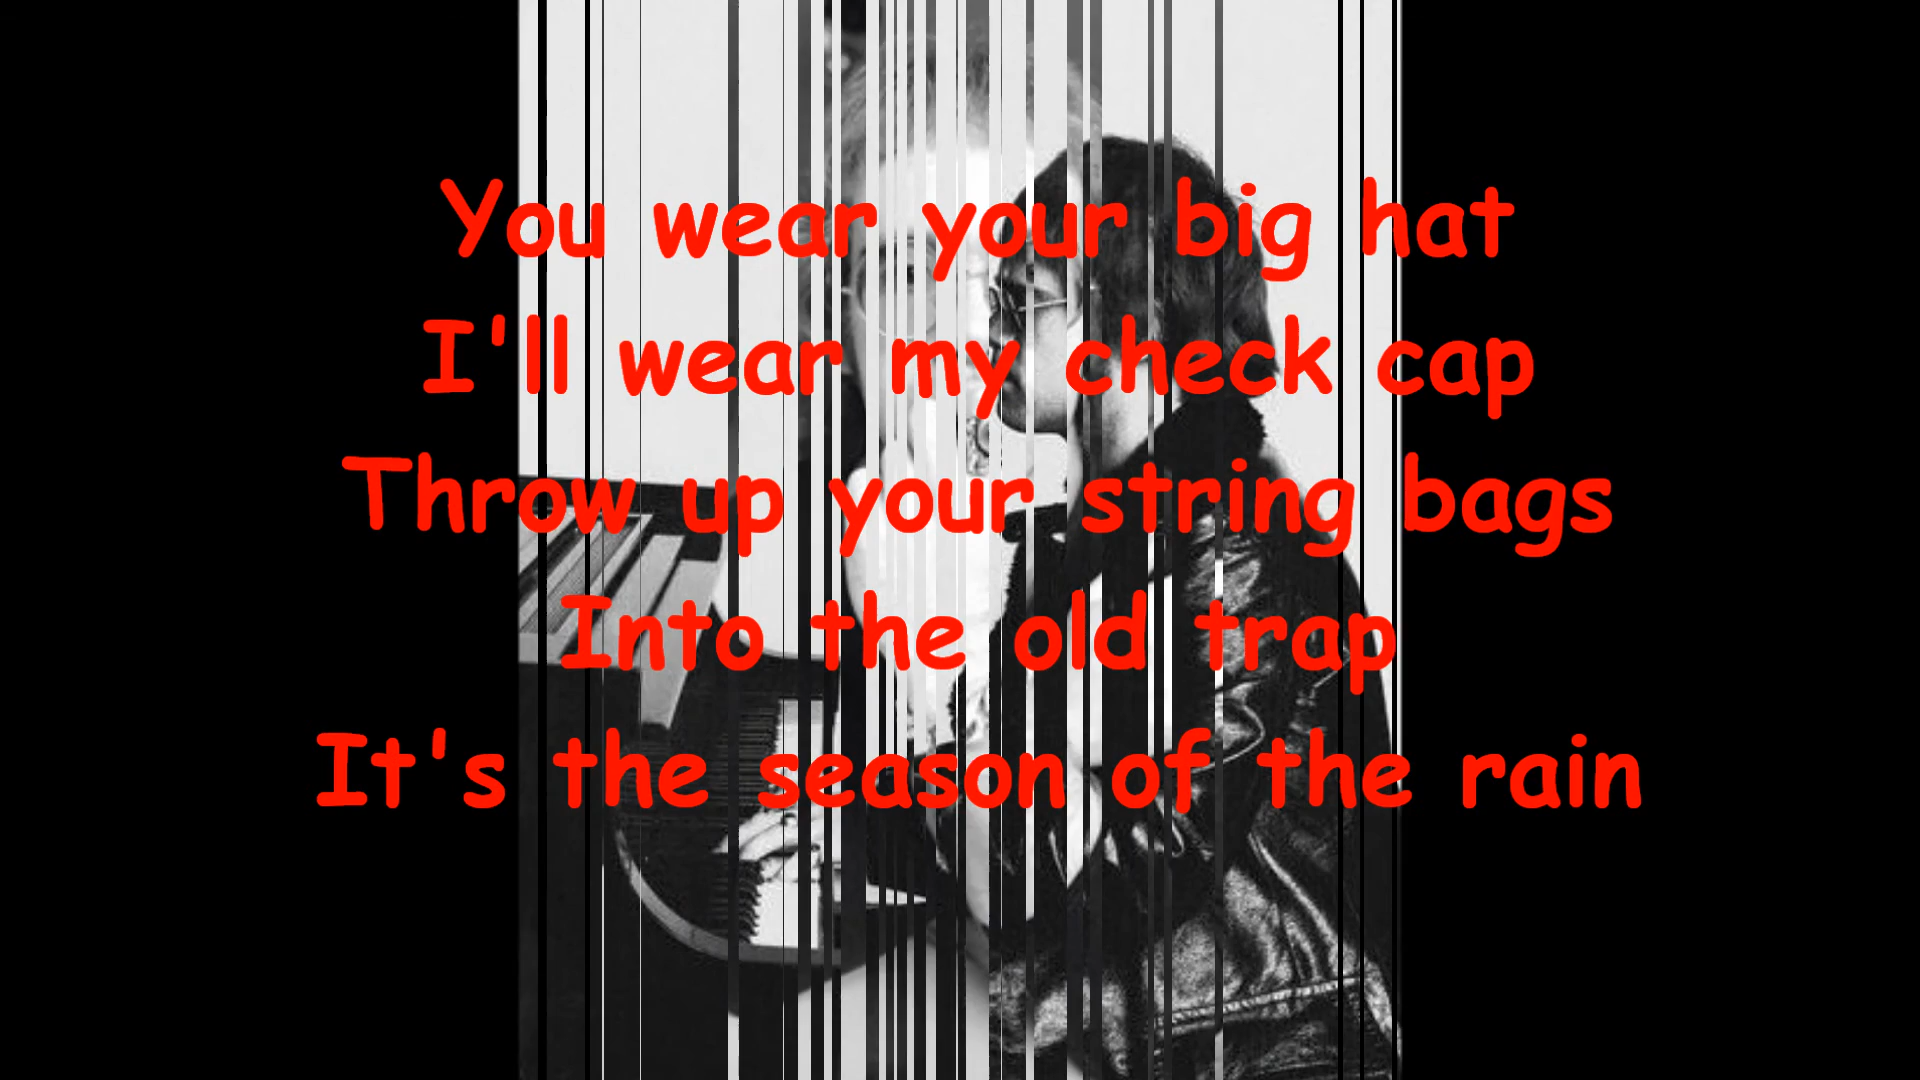 You wear your big hat
I'll wear my check cap
Throw up your string bags
Into the old trap
It's the season of the rain